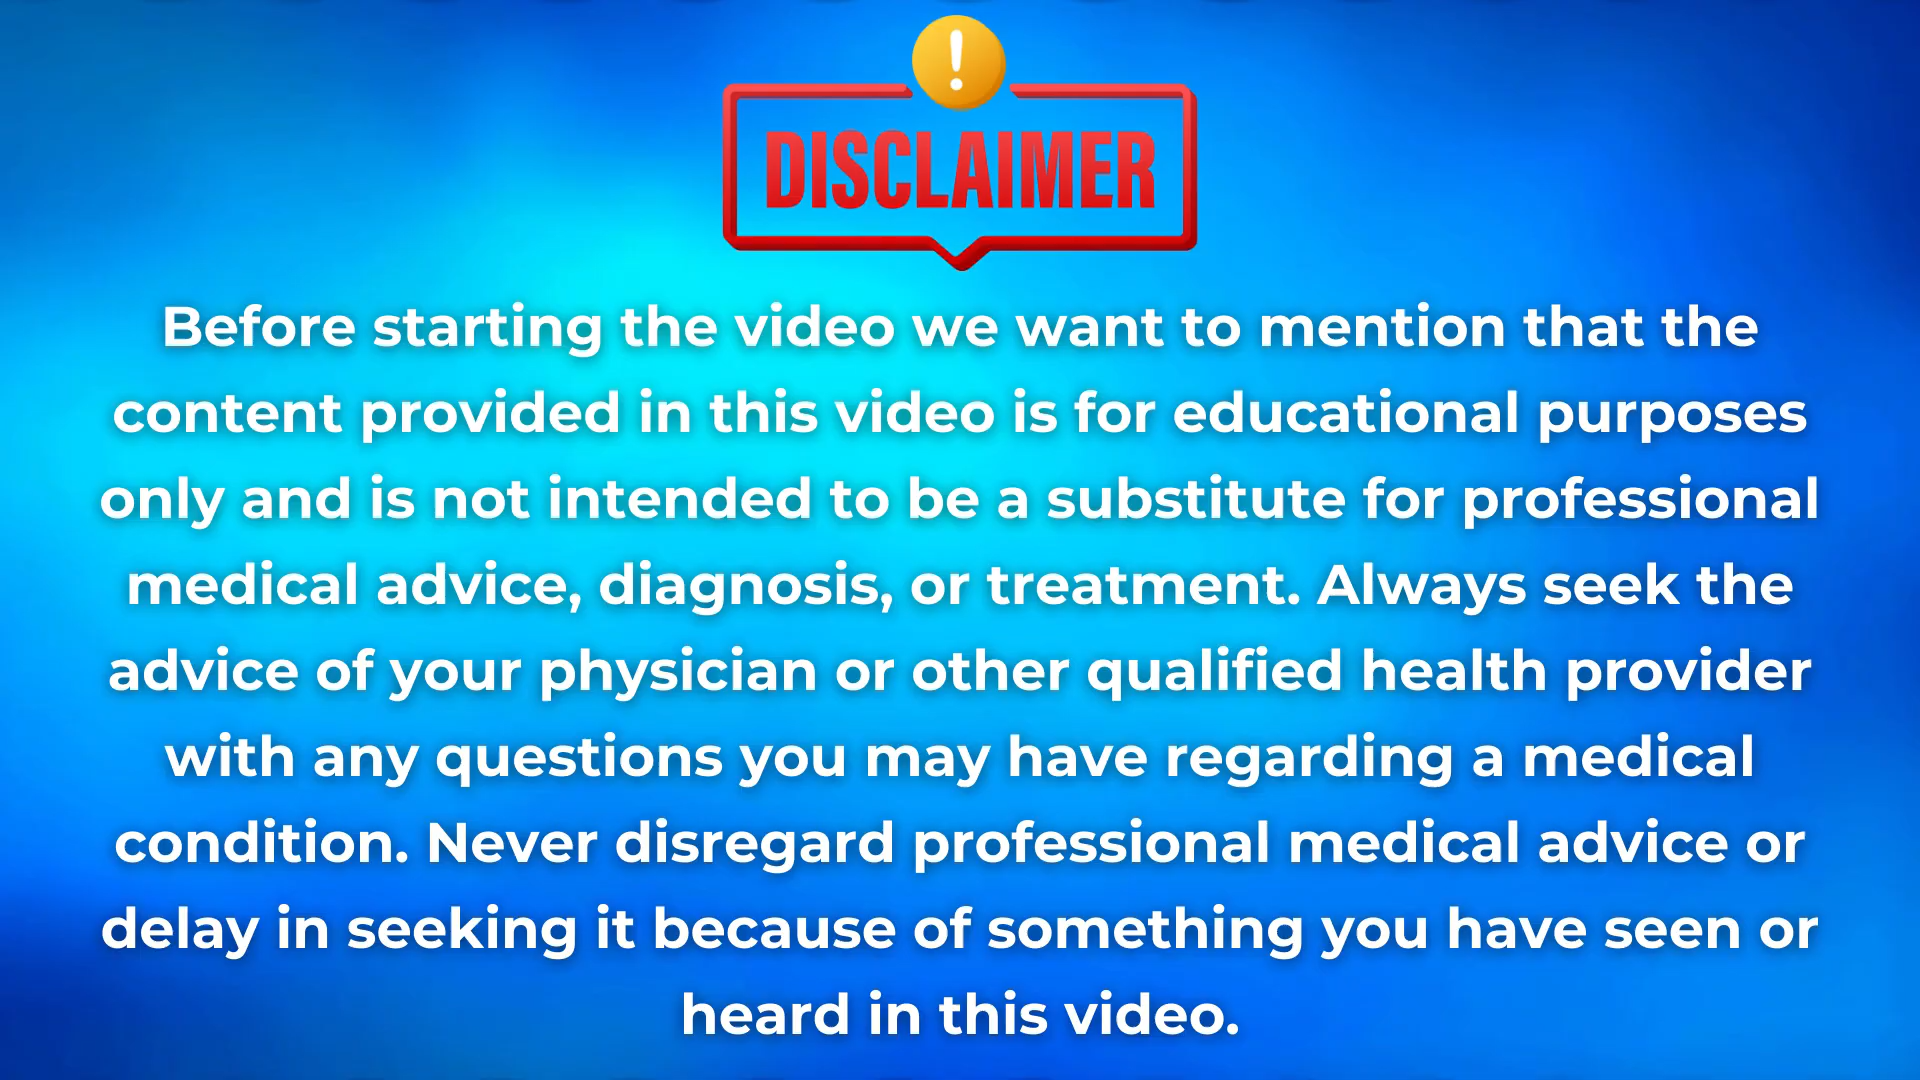 !
DISCLAIMER
Before starting the video we want to mention that the
content provided in this video is for educational purposes
only and is not intended to be a substitute for professional
medical advice, diagnosis, or treatment. Always seek the
advice of your physician or other qualified health provider
with any questions you may have regarding a medical
condition. Never disregard professional medical advice or
delay in seeking it because of something you have seen or
heard in this video.